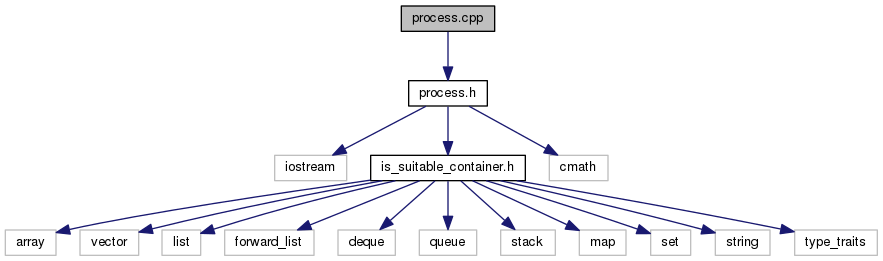 process.cpp
process.h
iostream
is_suitable_container.h
cmath
array
vector
list
forward_list
deque
queue
stack
map
set
string
type_traits